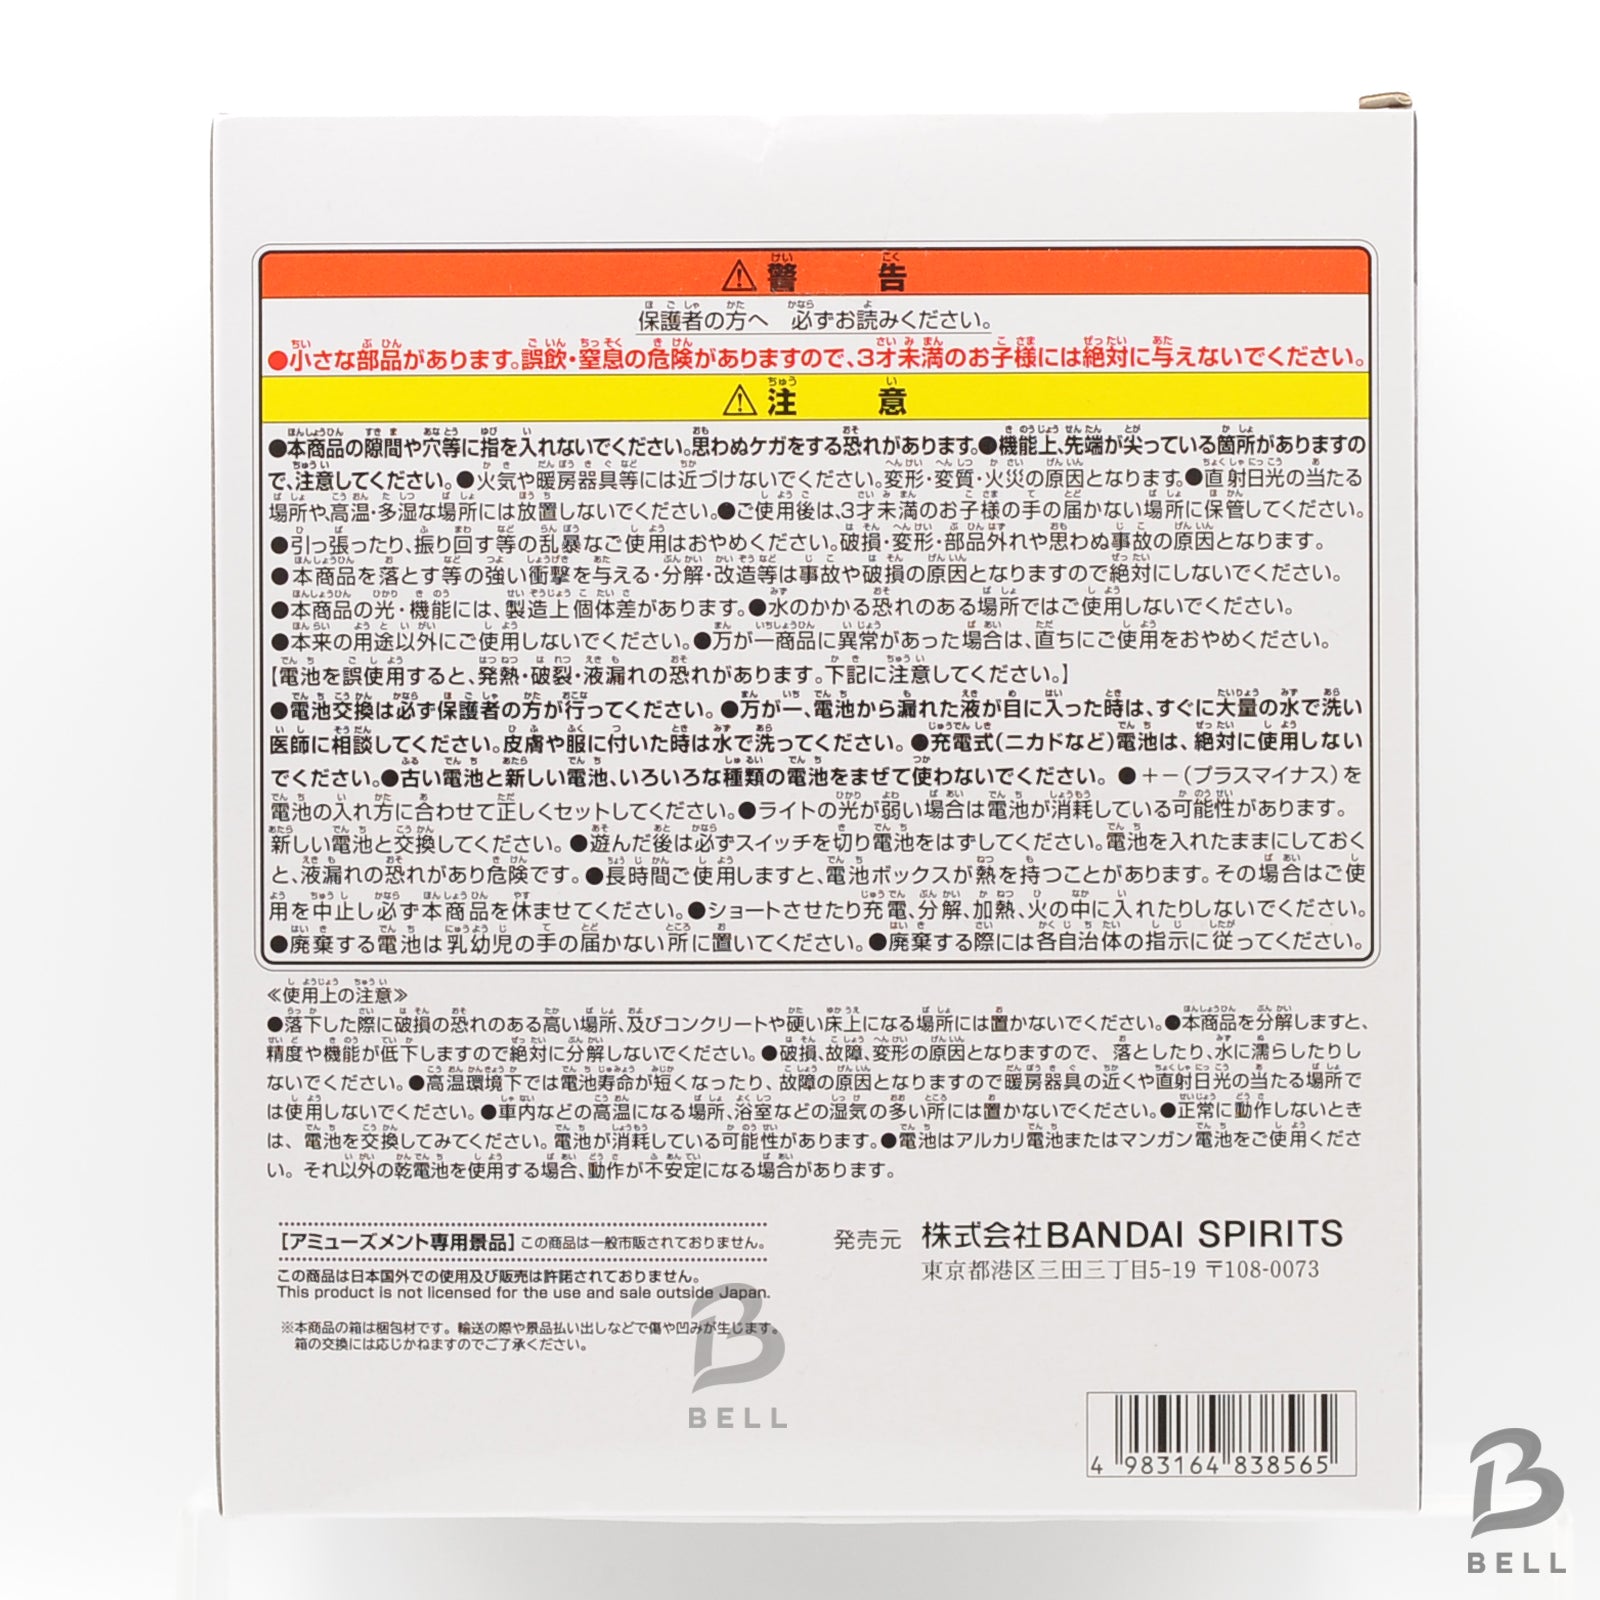 警告
保護者の方へ 必ずお読みください。
●小さな部品があります。誤飲・窒息の危険がありますので、3才未満のお子様には絶対に与えないでください。
注意
●本商品の隙間や穴等に指を入れないでください。思わぬケガをする恐れがあります。●機能上、先端が尖っている箇所がありますの
で、注意してください。●火気や暖房器具等には近づけないでください。変形・変質・火災の原因となります。●直射日光の当たる
場所や、高温・多湿な場所には放置しないでください。●ご使用後は、3才未満のお子様の手の届かない場所に保管してください。
●引っ張ったり、振り回す等の乱暴なご使用はおやめください。破損・変形・部品外れや思わぬ事故の原因となります。
●本商品を落とす等の強い衝撃を与える・分解・改造等は事故や破損の原因となりますので絶対にしないでください。
●本商品の光・機能には、製造上個体差があります。●水のかかる恐れのある場所ではご使用しないでください。
●本来の用途以外にご使用しないでください。●万が一商品に異常があった場合は、直ちにご使用をおやめください。
【電池を誤使用すると、発熱・破裂・液漏れの恐れがあります。下記に注意してください。】
●電池交換は必ず保護者の方が行ってください。●万が一、電池から漏れた液が目に入った時は、すぐに大量の水で洗い
医師に相談してください。皮膚や服に付いた時は水で洗ってください。●充電式(ニカドなど)電池は、絶対に使用しない
でください。●古い電池と新しい電池、いろいろな種類の電池をまぜて使わないでください。●+-(プラスマイナス)を
電池の入れ方に合わせて正しくセットしてください。●ライトの光が弱い場合は電池が消耗している可能性があります。
新しい電池と交換してください。●遊んだ後は必ずスイッチを切り電池をはずしてください。電池を入れたままにしておく
と、液漏れの恐れがあり危険です。●長時間ご使用しますと、電池ボックスが熱を持つことがあります。その場合はご使
用を中止し必ず本商品を休ませてください。●ショートさせたり充電、分解、加熱、火の中に入れたりしないでください。
●廃棄する電池は乳幼児の手の届かない所に置いてください。●廃棄する際には各自治体の指示に従ってください。
≪使用上の注意≫
●落下した際に破損の恐れのある高い場所、及びコンクリートや硬い床上になる場所には置かないでください。●本商品を分解しますと、
精度や機能が低下しますので絶対に分解しないでください。●破損、故障、変形の原因となりますので、落としたり、水に濡らしたりし
ないでください。●高温環境下では電池寿命が短くなったり、故障の原因となりますので暖房器具の近くや直射日光の当たる場所で
は使用しないでください。●車内などの高温になる場所、浴室などの湿気の多い所には置かないでください。●正常に動作しないとき
は、電池を交換してみてください。電池が消耗している可能性があります。●電池はアルカリ電池またはマンガン電池をご使用くださ
い。それ以外の乾電池を使用する場合、動作が不安定になる場合があります。
[アミューズメント専用景品]この商品は一般市販されておりません。
この商品は日本国外での使用及び販売は許諾されておりません。
This product is not licensed for the use and sale outside Japan.
※本商品の箱は梱包材です。輸送の際や景品払い出しなどで傷や凹みが生じます。
箱の交換には応じかねますのでご了承ください。
発売元 株式会社BANDAI SPIRITS
東京都港区三田三丁目5-19 〒108-0073
BELL
4 983164 838565
BELL